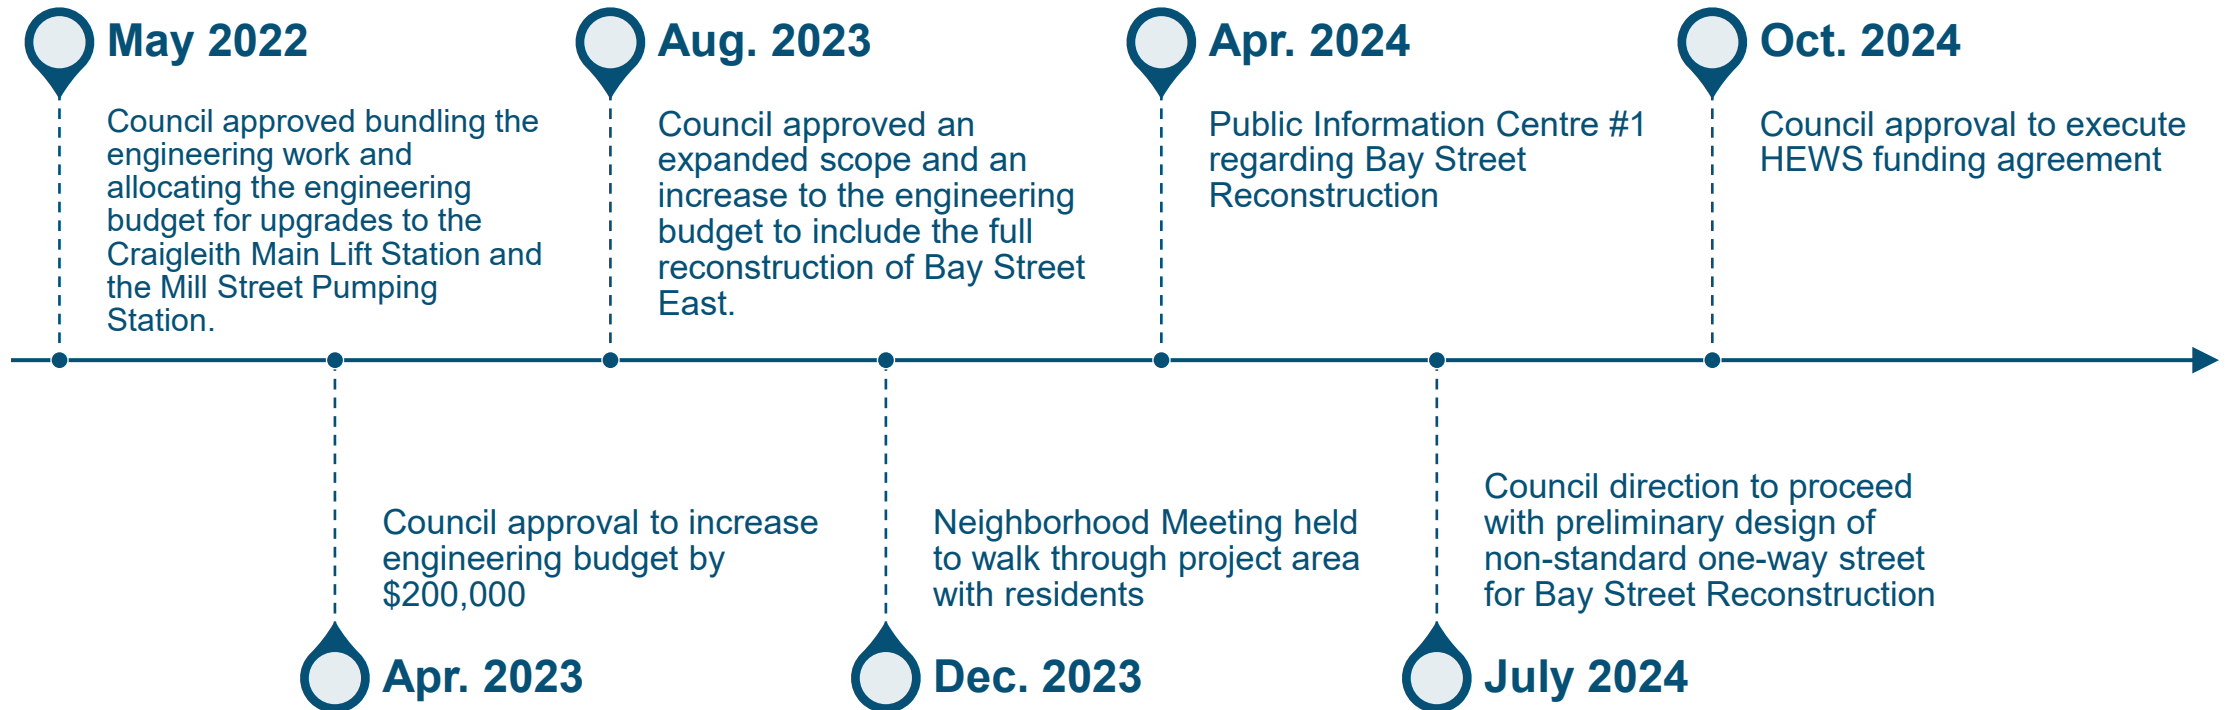 May 2022
Council approved bundling the
engineering work and
allocating the engineering
budget for upgrades to the
Craigleith Main Lift Station and
the Mill Street Pumping
Station.
Aug. 2023
Council approved an
expanded scope and an
increase to the engineering
budget to include the full
reconstruction of Bay Street
East.
Apr. 2024
Public Information Centre #1
regarding Bay Street
Reconstruction
Oct. 2024
Council approval to execute
HEWS funding agreement
Council approval to increase
engineering budget by
$200,000
Apr. 2023
Neighborhood Meeting held
to walk through project area
with residents
Dec. 2023
Council direction to proceed
with preliminary design of
non-standard one-way street
for Bay Street Reconstruction
July 2024